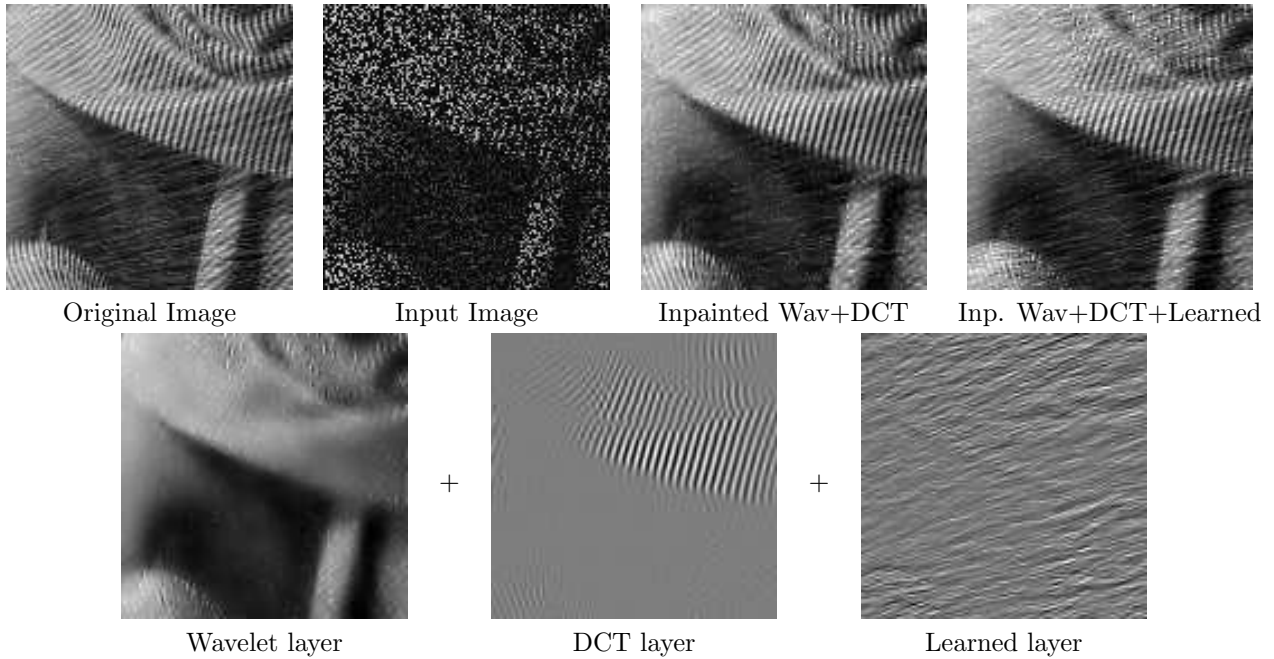 Original Image
Input Image
Inpainted Wav+DCT
Inp. Wav+DCT+Learned
+
+
Wavelet layer
DCT layer
Learned layer